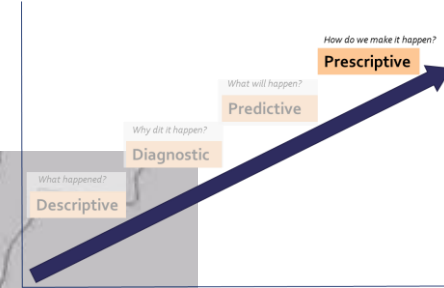 How do we make it happen?
Prescriptive
What will happen?
Predictive
Why dit it happen?
Diagnostic
What happened?
Descriptive